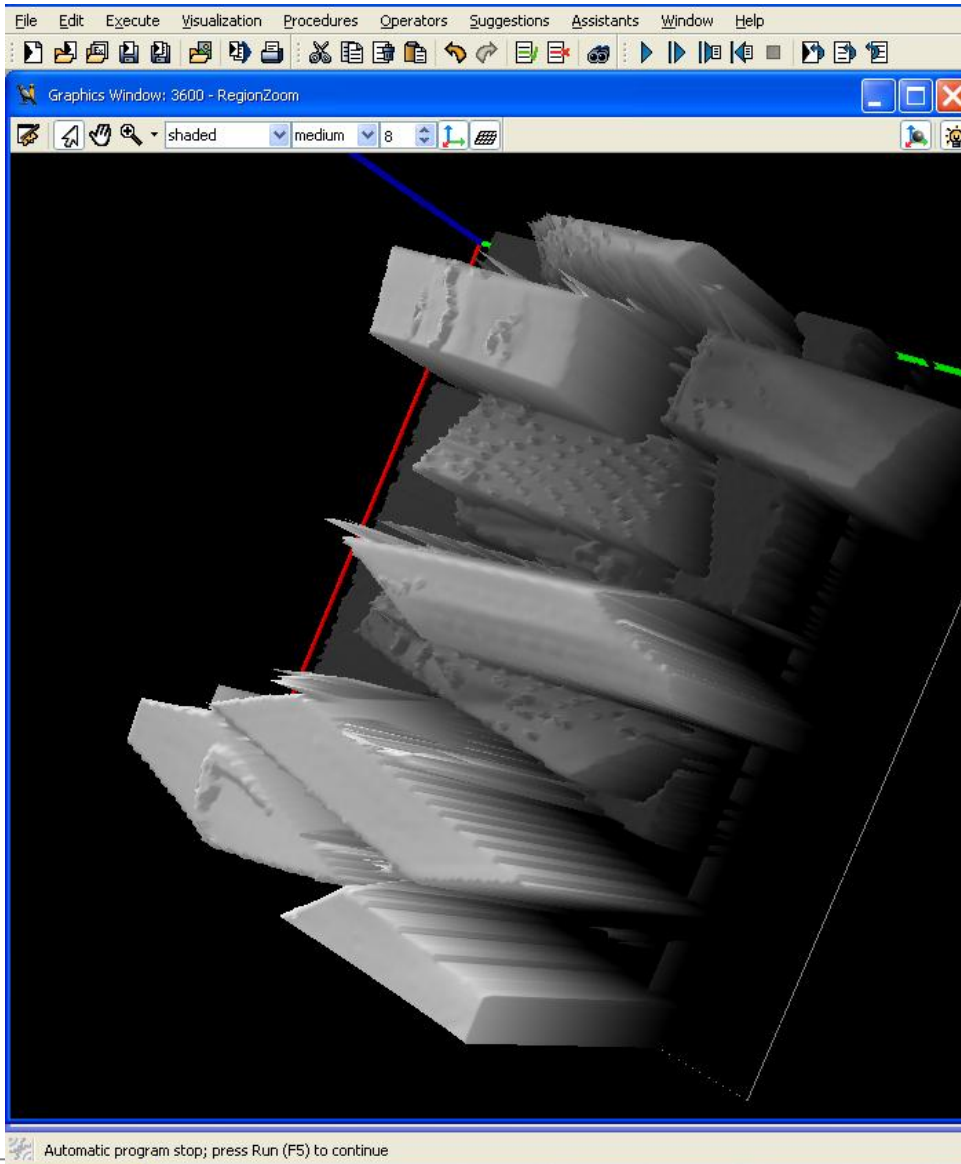 File Edit Execute Visualization Procedures Operators Suggestions Assistants Window Help
Graphics Window: 3600 - RegionZoom
shaded medium 8
Automatic program stop; press Run (F5) to continue